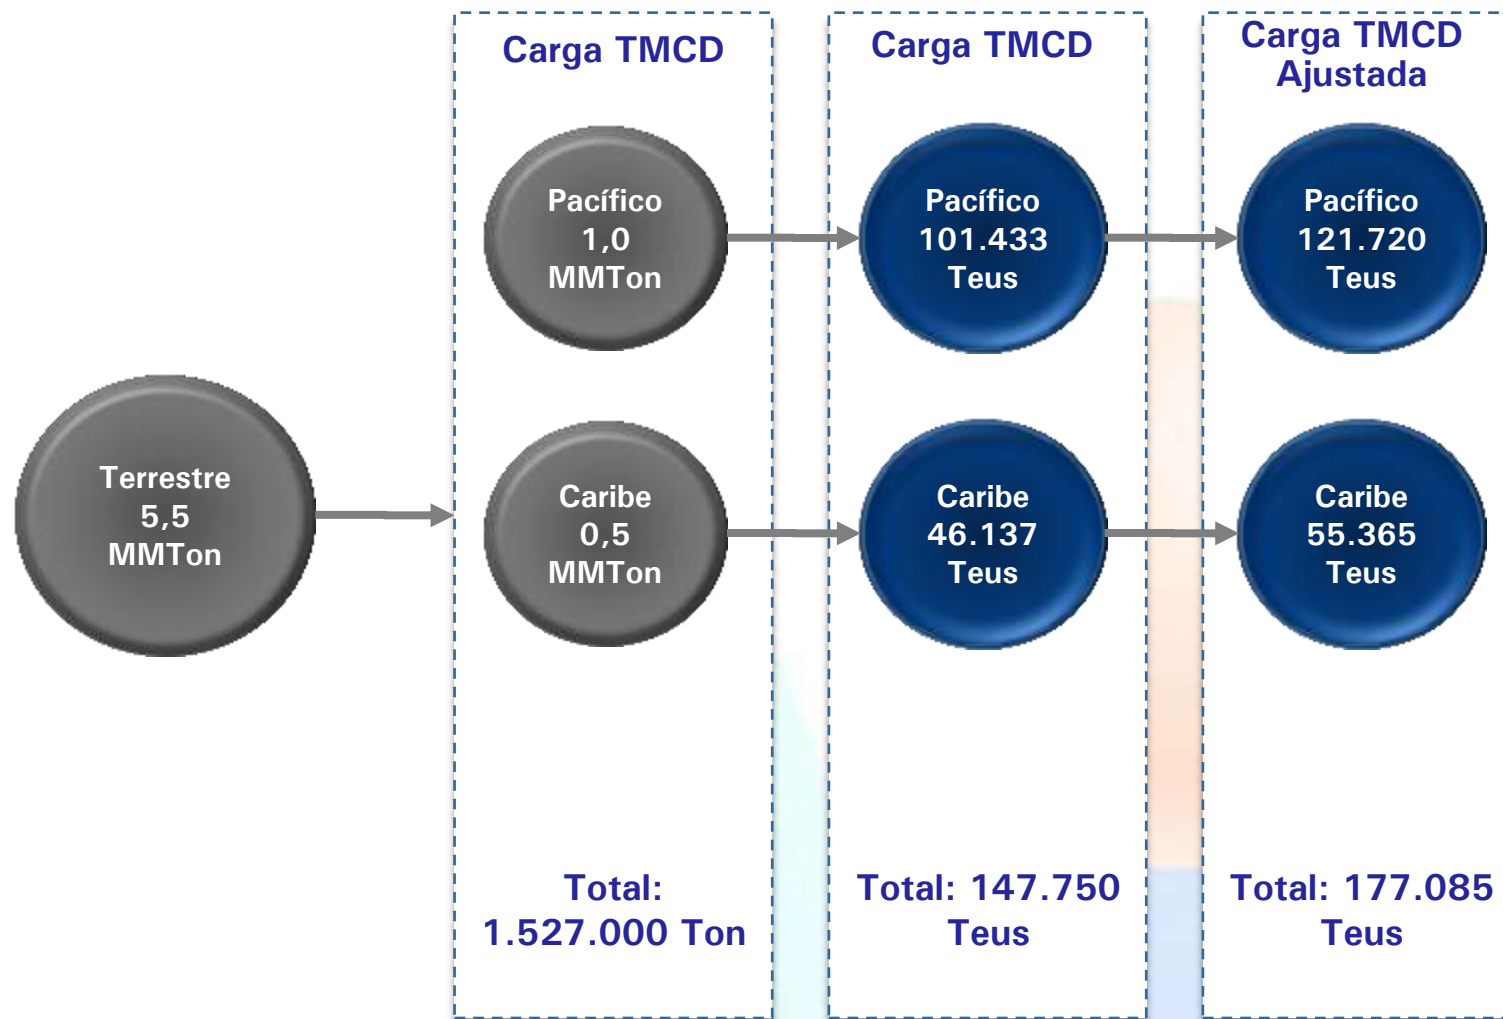 Carga TMCD
Carga TMCD
Carga TMCD
Ajustada
Pacífico
1,0
MMTon
Pacífico
101.433
Teus
Pacífico
121.720
Teus
Terrestre
5,5
MMTon
Caribe
0,5
MMTon
Caribe
46.137
Teus
Caribe
55.365
Teus
Total:
1.527.000 Ton
Total: 147.750
Teus
Total: 177.085
Teus